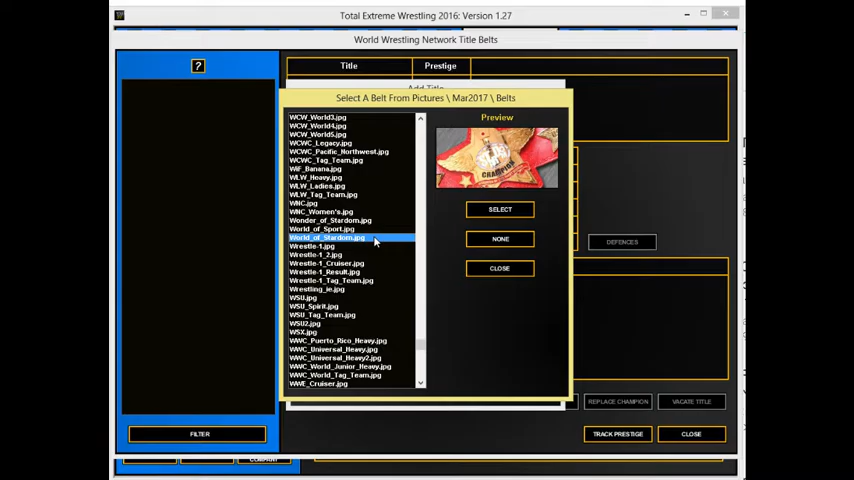 Total Extreme Wrestling 2016: Version 1.27
World Wrestling Network Title Belts
?
Title
Prestige
Add Title
Select A Belt From Pictures \ Mar2017 \ Belts
WCW_World3.jpg
WCW_World4.jpg
WCW_World5.jpg
WCWC_Legacy.jpg
WCWC_Pacific_Northwest.jpg
WCWC_Tag_Team.jpg
WiF_Banana.jpg
WLW_Heavy.jpg
WLW_Ladies.jpg
WLW_Tag_Team.jpg
WNC.jpg
WNC_Women's.jpg
Wonder_of_Stardom.jpg
World_of_Sport.jpg
World_of_Stardom.jpg
Wrestle-1.jpg
Wrestle-1_2.jpg
Wrestle-1_Cruiser.jpg
Wrestle-1_Result.jpg
Wrestle-1_Tag_Team.jpg
Wrestling_ie.jpg
WSU.jpg
WSU_Spirit.jpg
WSU_Tag_Team.jpg
WSU2.jpg
WSX.jpg
WWC_Puerto_Rico_Heavy.jpg
WWC_Universal_Heavy.jpg
WWC_Universal_Heavy2.jpg
WWC_World_Junior_Heavy.jpg
WWC_World_Tag_Team.jpg
WWE_Cruiser.jpg
Preview
CHAMPION
SELECT
NONE
CLOSE
DEFENCES
REPLACE CHAMPION
VACATE TITLE
FILTER
TRACK PRESTIGE
CLOSE
COMPANY